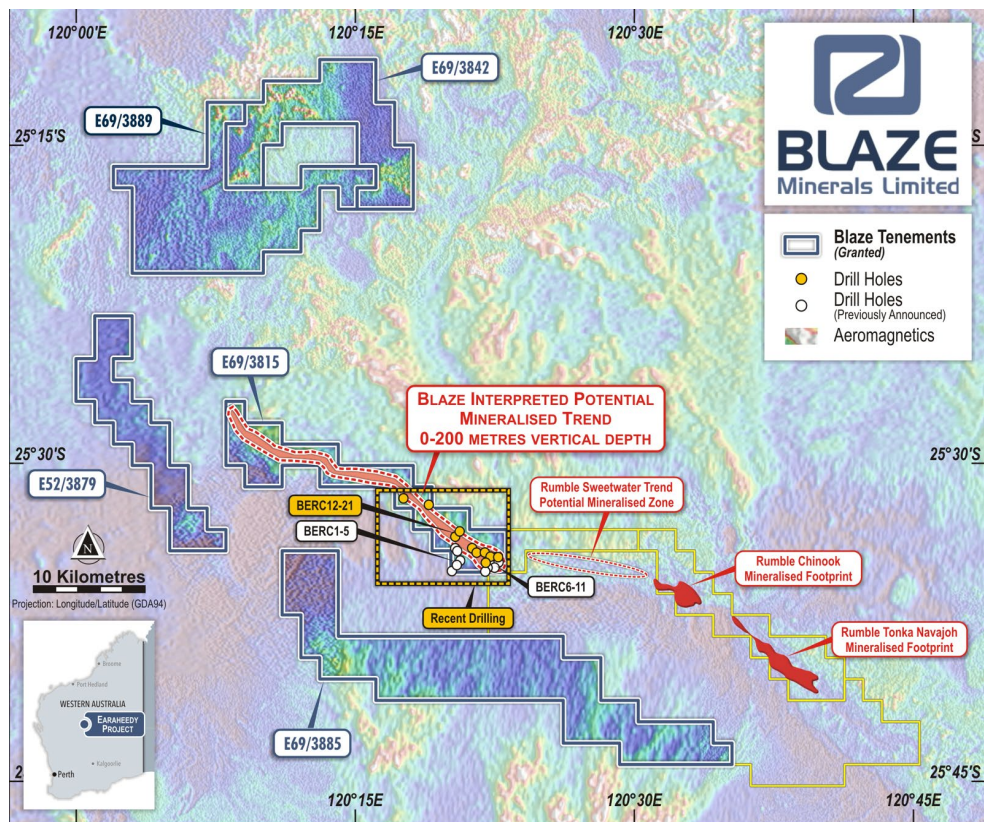 120°00'E
120°15'E
120°30'E
E69/3842
E69/3889
25°15'S
S
BLAZE
Minerals Limited
Blaze Tenements
(Granted)
Drill Holes
Drill Holes
(Previously Announced)
Aeromagnetics
E69/3815
BLAZE INTERPRETED POTENTIAL
MINERALISED TREND
0-200 METRES VERTICAL DEPTH
25°30'S
25°30'S
E52/3879
Rumble Sweetwater Trend
Potential Mineralised Zone
BERC12-21
BERC1-5
N
10 Kilometres
Projection: Longitude/Latitude (GDA94)
Rumble Chinook
Mineralised Footprint
BERC6-11
Recent Drilling
Rumble Tonka Navajoh
Mineralised Footprint
Broome
Port Hedland
WESTERN AUSTRALIA
EARAHEEDY
PROJECT
Kalgoorlie
Perth
E69/3885
2
25°45'S
120°15'E
120°30'E
120°45'E